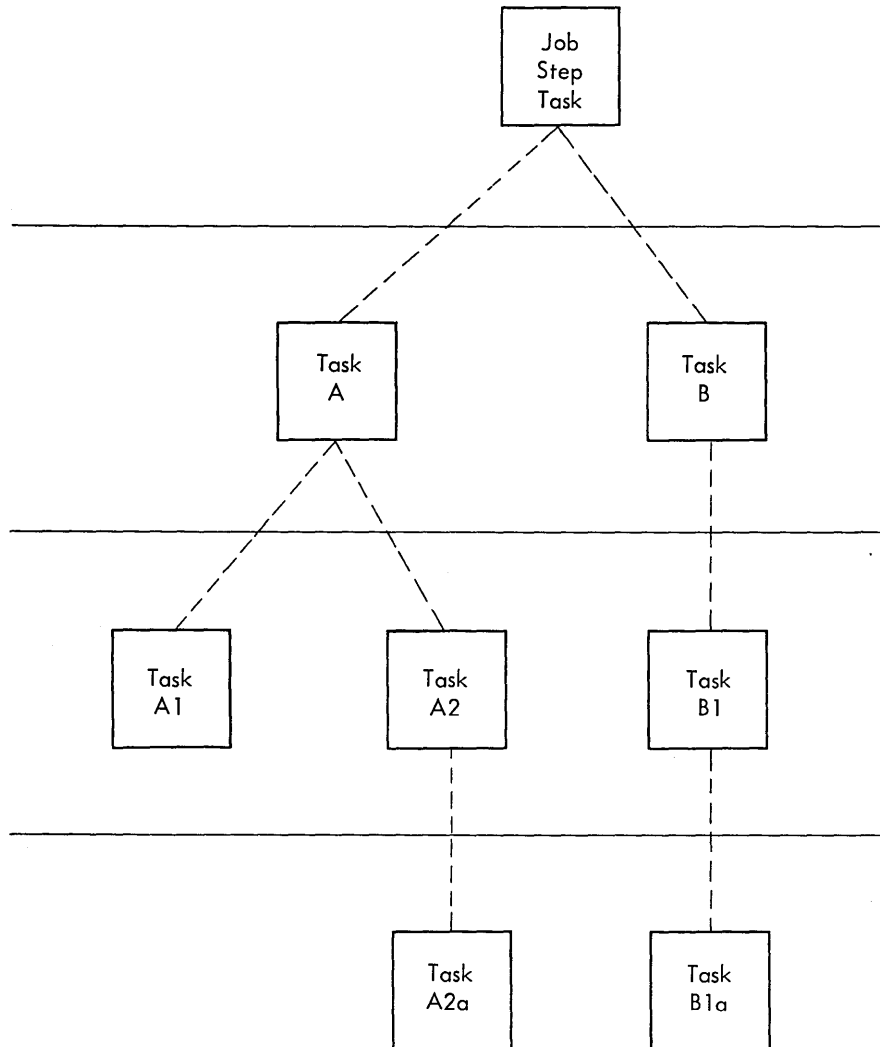 Job
Step
Task
Task
A
Task
B
Task
A1
Task
A2
Task
B1
Task
A2a
Task
B1a